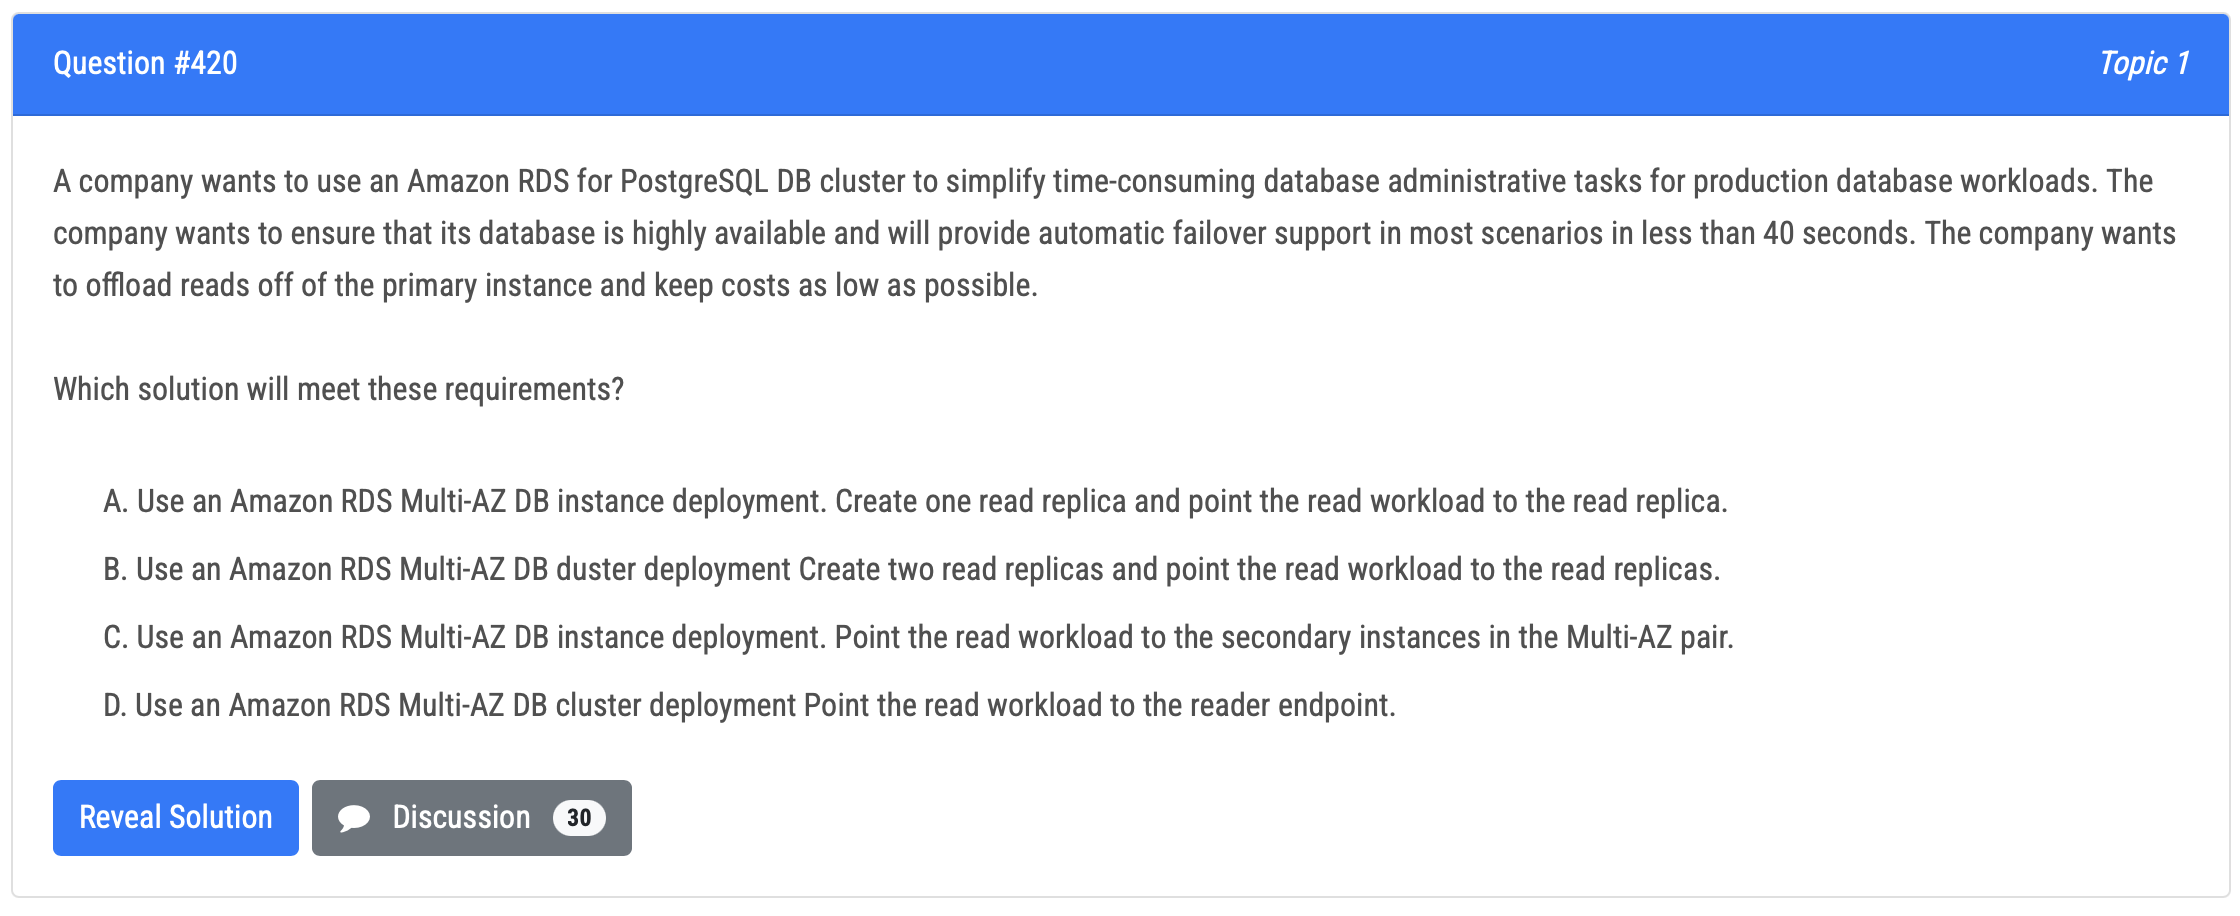 Question #420
Topic 1
A company wants to use an Amazon RDS for PostgreSQL DB cluster to simplify time-consuming database administrative tasks for production database workloads. The
company wants to ensure that its database is highly available and will provide automatic failover support in most scenarios in less than 40 seconds. The company wants
to offload reads off of the primary instance and keep costs as low as possible.
Which solution will meet these requirements?
A. Use an Amazon RDS Multi-AZ DB instance deployment. Create one read replica and point the read workload to the read replica.
B. Use an Amazon RDS Multi-AZ DB duster deployment Create two read replicas and point the read workload to the read replicas.
C. Use an Amazon RDS Multi-AZ DB instance deployment. Point the read workload to the secondary instances in the Multi-AZ pair.
D. Use an Amazon RDS Multi-AZ DB cluster deployment Point the read workload to the reader endpoint.
Reveal Solution
Discussion 30